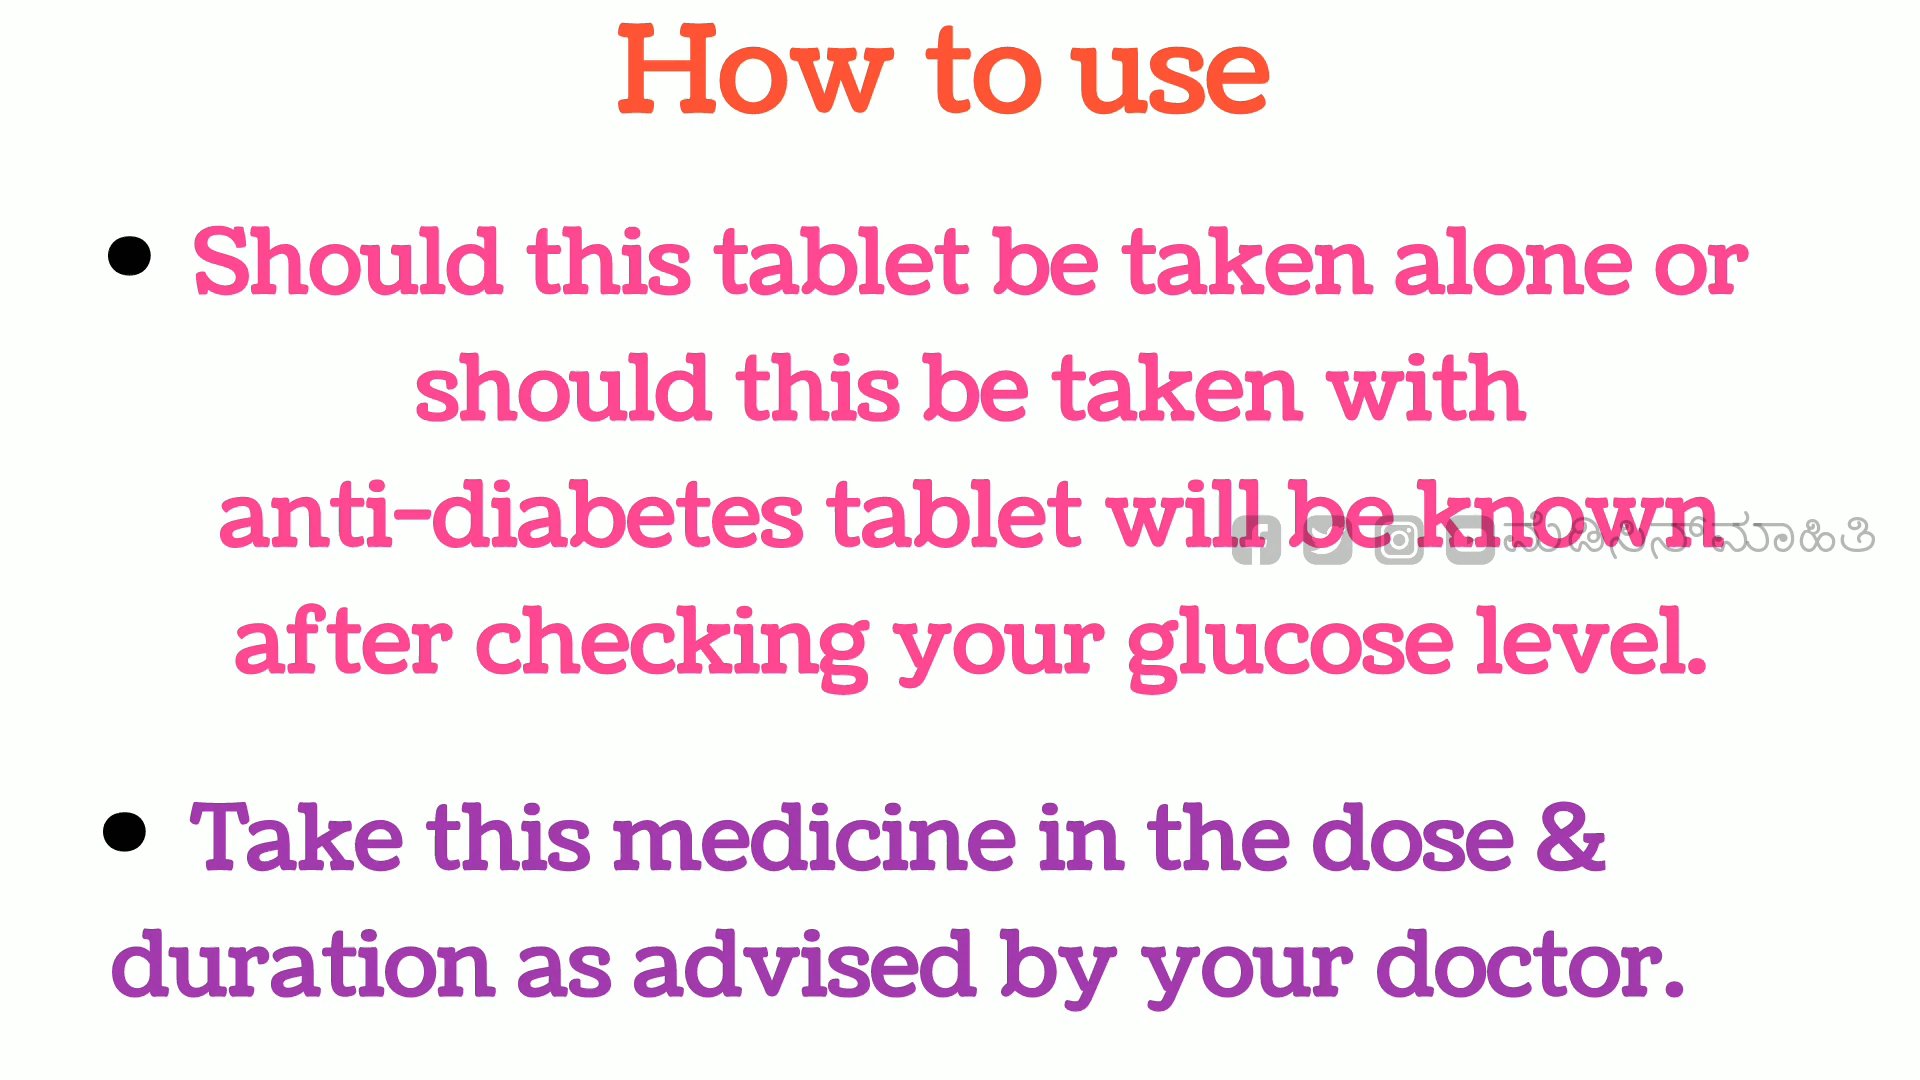 How to use
• Should this tablet be taken alone or
should this be taken with
anti-diabetes tablet will be known
ಮೆಡಿಸಿನ್ ಮಾಹಿತಿ
after checking your glucose level.
• Take this medicine in the dose &
duration as advised by your doctor.